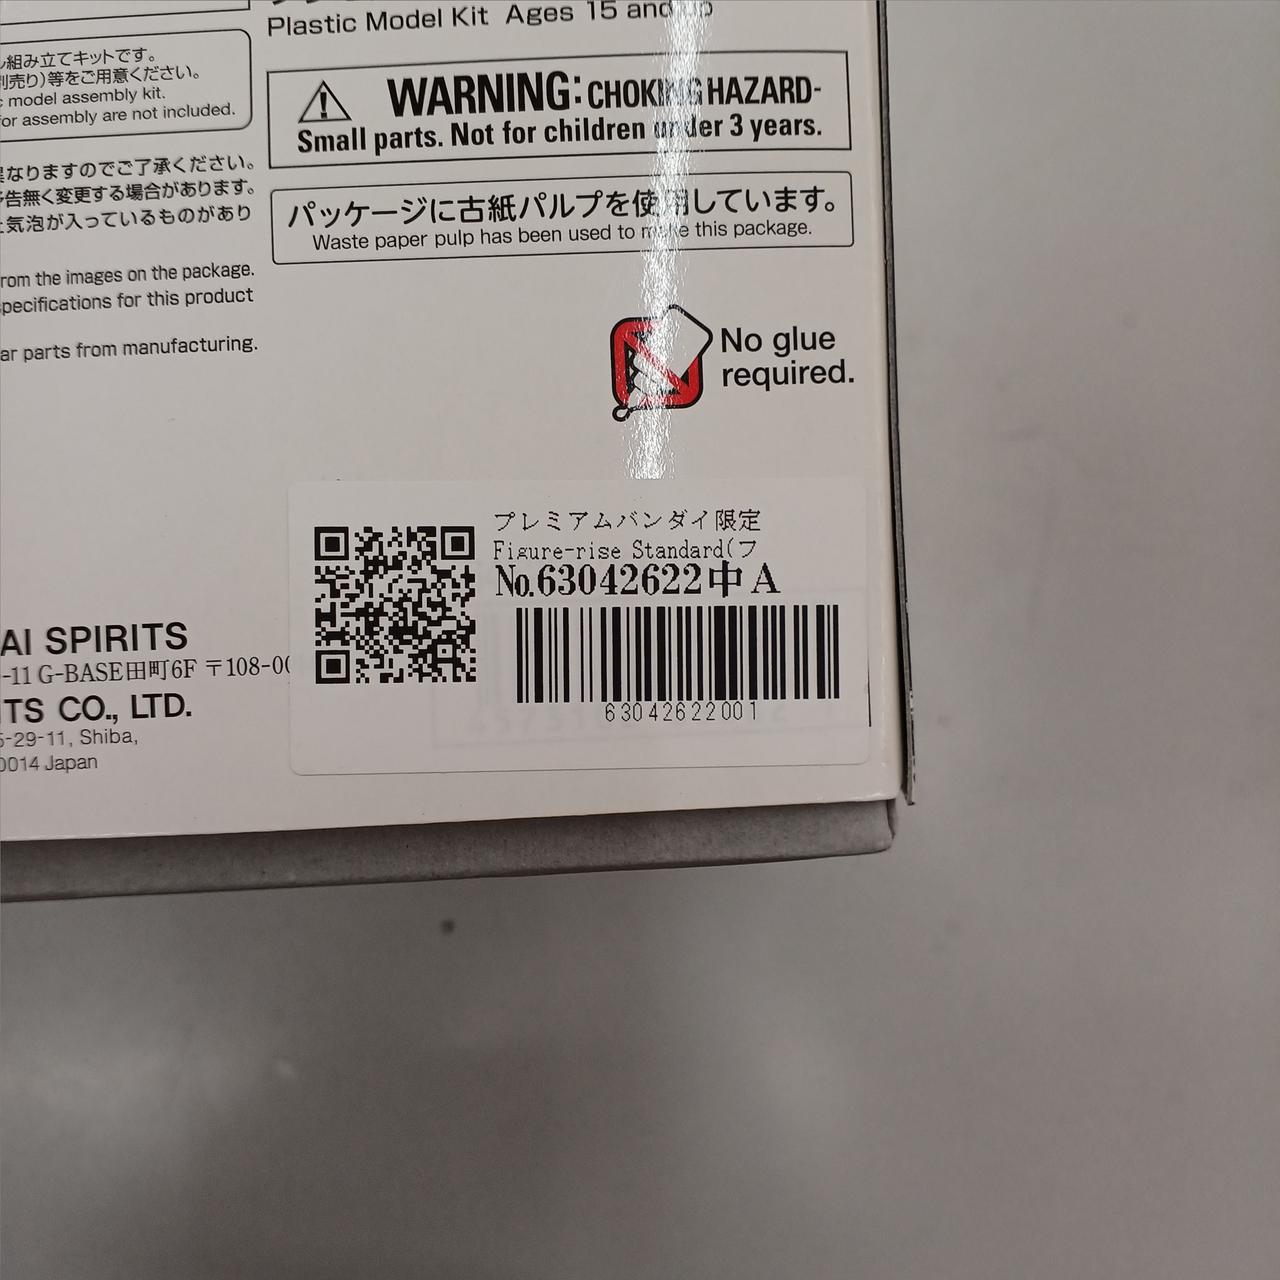 Plastic Model Kit Ages 15 and up
組み立てキットです。
別売り)等をご用意ください。
model assembly kit.
for assembly are not included.
WARNING: CHOKING HAZARD-
Small parts. Not for children under 3 years.
なりますのでご了承ください。
告無く変更する場合があります。
気泡が入っているものがあり
パッケージに古紙パルプを使用しています。
Waste paper pulp has been used to make this package.
rom the images on the package.
specifications for this product
ar parts from manufacturing.
No glue
required.
プレミアムバンダイ限定
Figure-rise Standard(フ
No.63042622中A
63042622001
AI SPIRITS
-11 G-BASE田町6F 〒108-00
ITS CO., LTD.
5-29-11, Shiba,
0014 Japan